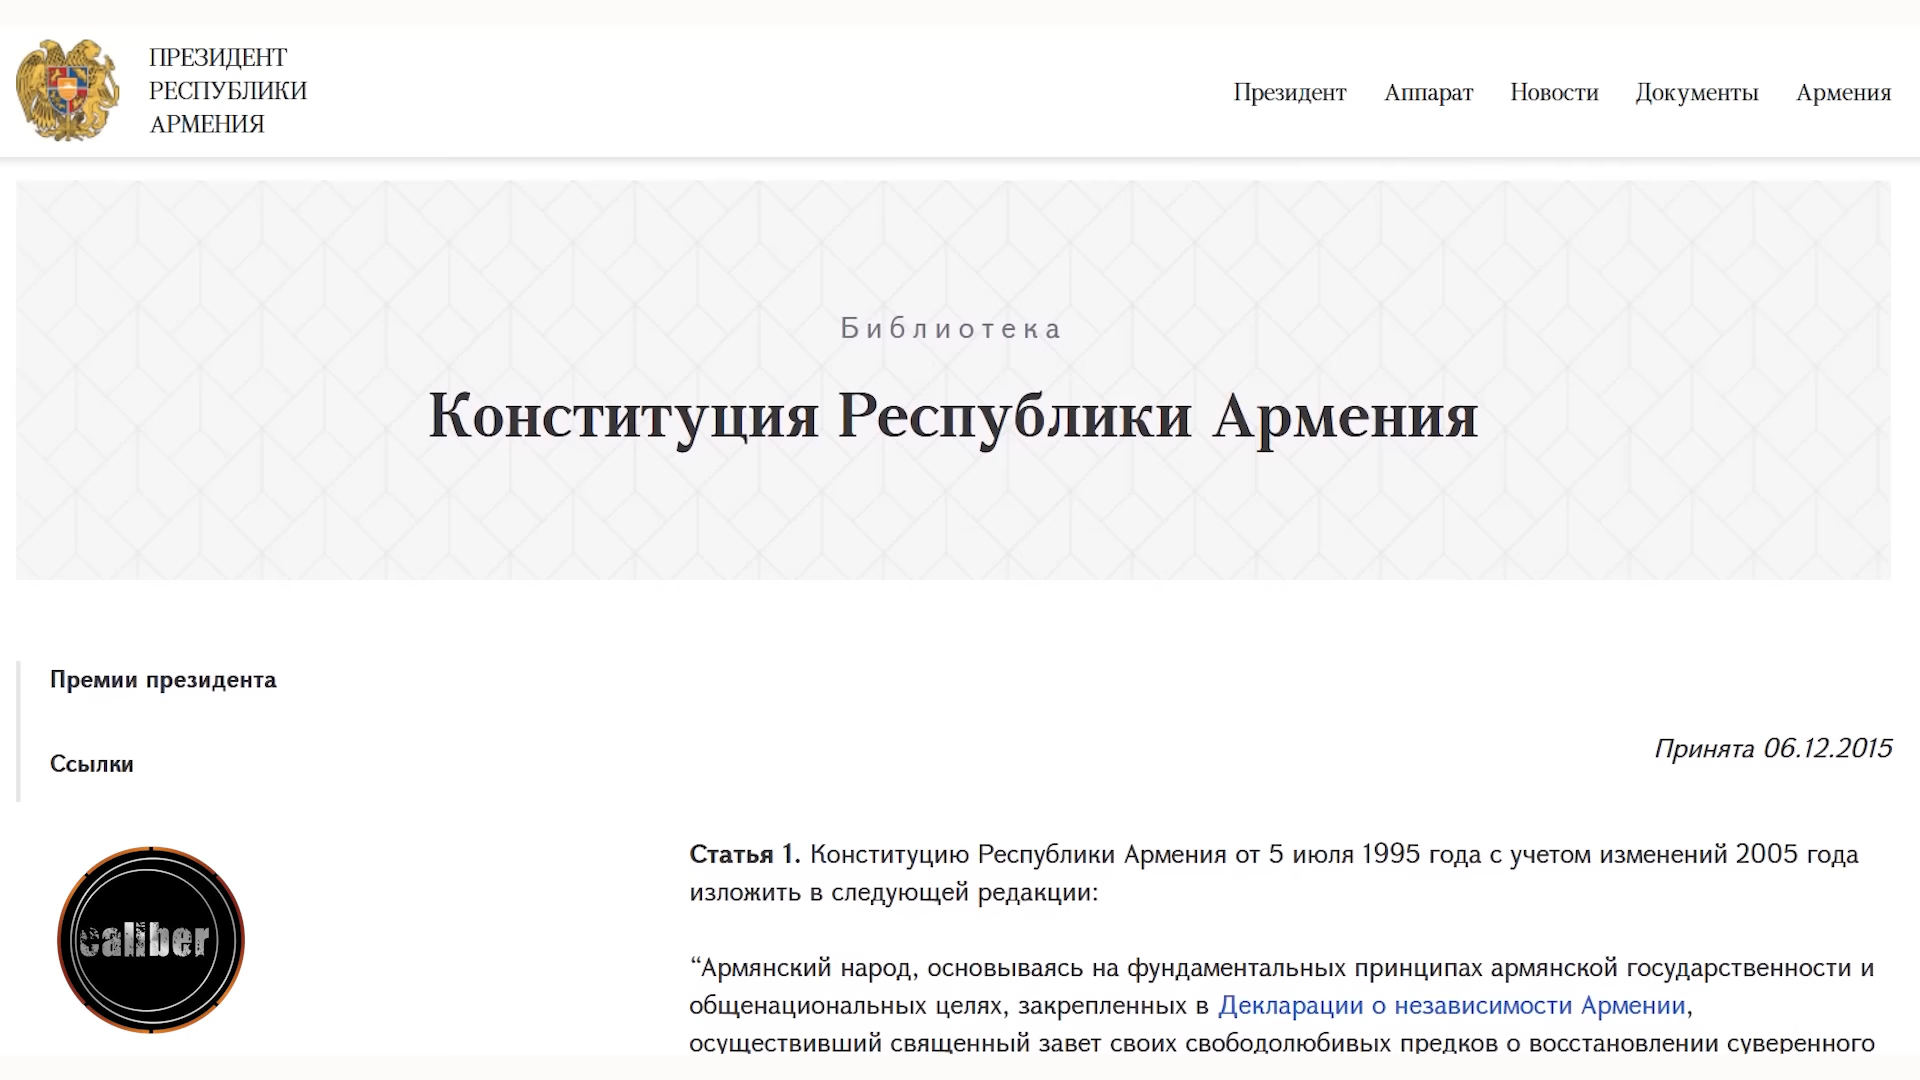 ПРЕЗИДЕНТ
РЕСПУБЛИКИ
АРМЕНИЯ
Президент Аппарат Новости Документы Армения
Библиотека
Конституция Республики Армения
Премии президента
Ссылки
Принята 06.12.2015
caliber
Статья 1. Конституцию Республики Армения от 5 июля 1995 года с учетом изменений 2005 года
изложить в следующей редакции:
“Армянский народ, основываясь на фундаментальных принципах армянской государственности и
общенациональных целях, закрепленных в Декларации о независимости Армении,
осуществивший священный завет своих свободолюбивых предков о восстановлении суверенного